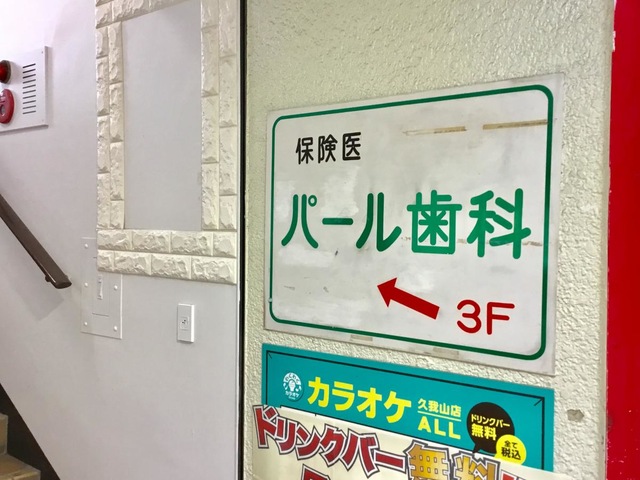 保険医
パール歯科
3F
カラオケ
久我山店
ALL
ドリンクバー
無料
全て
税込
ドリンクバー無料!!